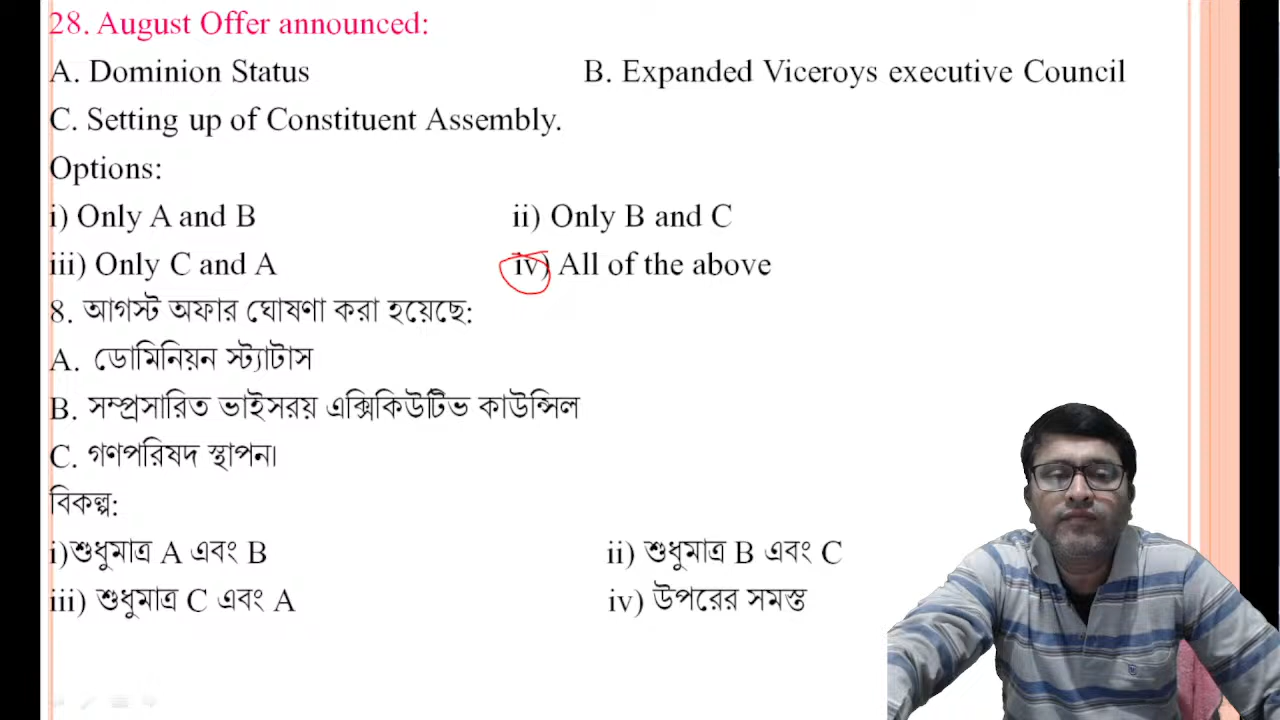 28. August Offer announced:
A. Dominion Status B. Expanded Viceroys executive Council
C. Setting up of Constituent Assembly.
Options:
i) Only A and B ii) Only B and C
iii) Only C and A iv) All of the above
8. আগস্ট অফার ঘোষণা করা হয়েছে:
A. ডোমিনিয়ন স্ট্যাটাস
B. সম্প্রসারিত ভাইসরয় এক্সিকিউটিভ কাউন্সিল
C. গণপরিষদ স্থাপন।
বিকল্প:
i)শুধুমাত্র A এবং B ii) শুধুমাত্র B এবং C
iii) শুধুমাত্র C এবং A iv) উপরের সমস্ত